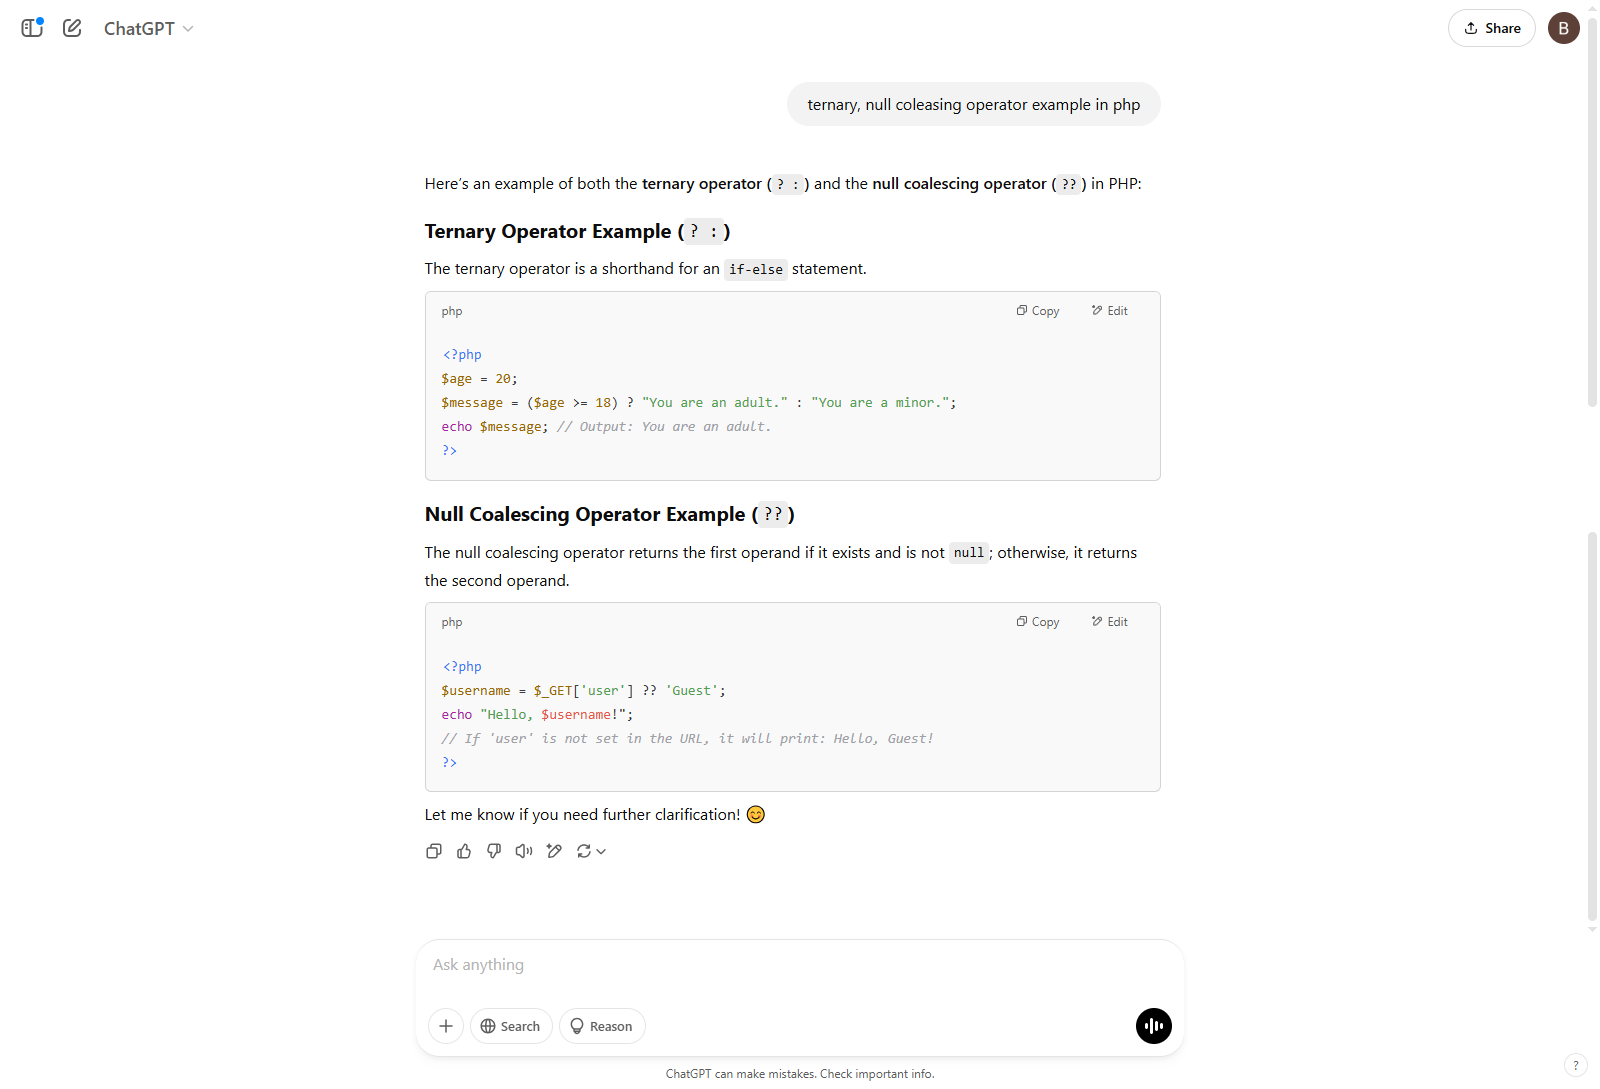 ChatGPT
Share
B
ternary, null coleasing operator example in php
Here's an example of both the ternary operator (? :) and the null coalescing operator (??) in PHP:
Ternary Operator Example (? :)
The ternary operator is a shorthand for an if-else statement.
php
Copy
Edit
<?php
$age = 20;
$message = ($age >= 18) ? "You are an adult." : "You are a minor.";
echo $message; // Output: You are an adult.
?>
Null Coalescing Operator Example (??)
The null coalescing operator returns the first operand if it exists and is not null; otherwise, it returns
the second operand.
php
Copy
Edit
<?php
$username = $_GET['user'] ?? 'Guest';
echo "Hello, $username!";
// If 'user' is not set in the URL, it will print: Hello, Guest!
?>
Let me know if you need further clarification! 😊
Ask anything
Search
Reason
ChatGPT can make mistakes. Check important info.
?